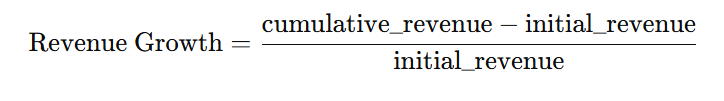 Revenue Growth = cumulative_revenue − initial_revenue
initial_revenue